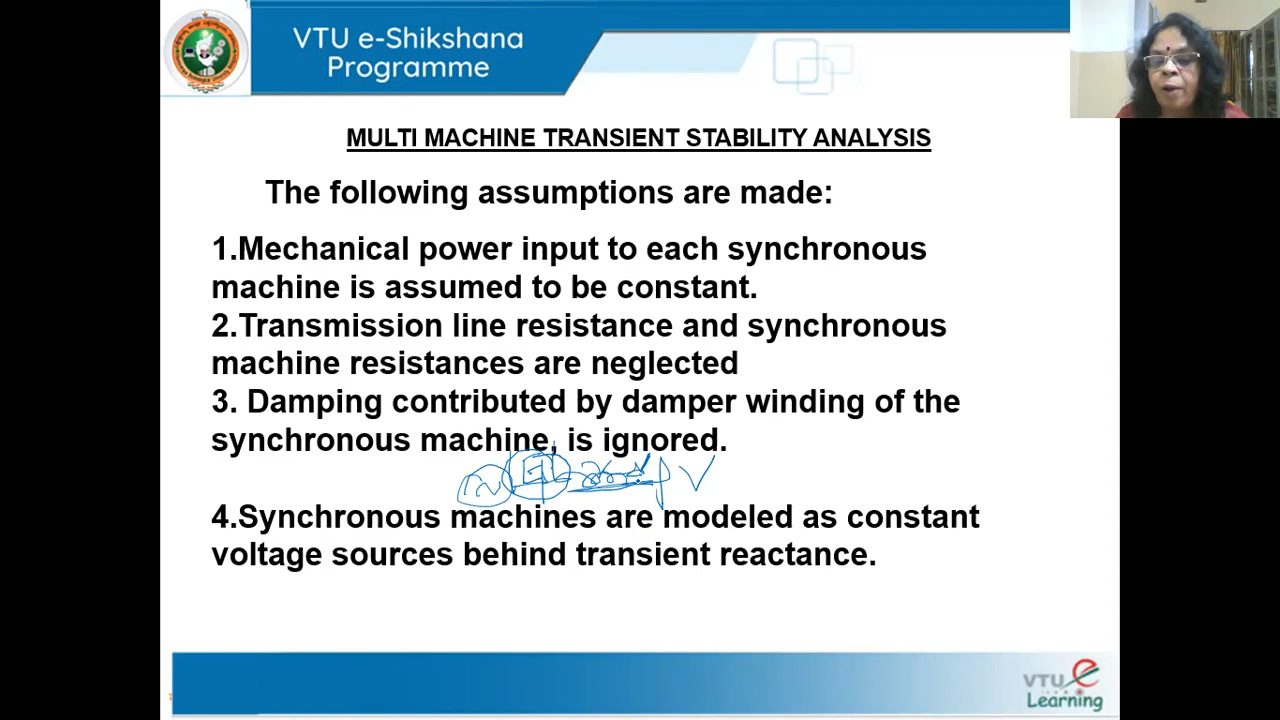 VTU e-Shikshana
Programme
MULTI MACHINE TRANSIENT STABILITY ANALYSIS
The following assumptions are made:
1.Mechanical power input to each synchronous
machine is assumed to be constant.
2.Transmission line resistance and synchronous
machine resistances are neglected
3. Damping contributed by damper winding of the
synchronous machine, is ignored.
V
4.Synchronous machines are modeled as constant
voltage sources behind transient reactance.
VTU e
Learning